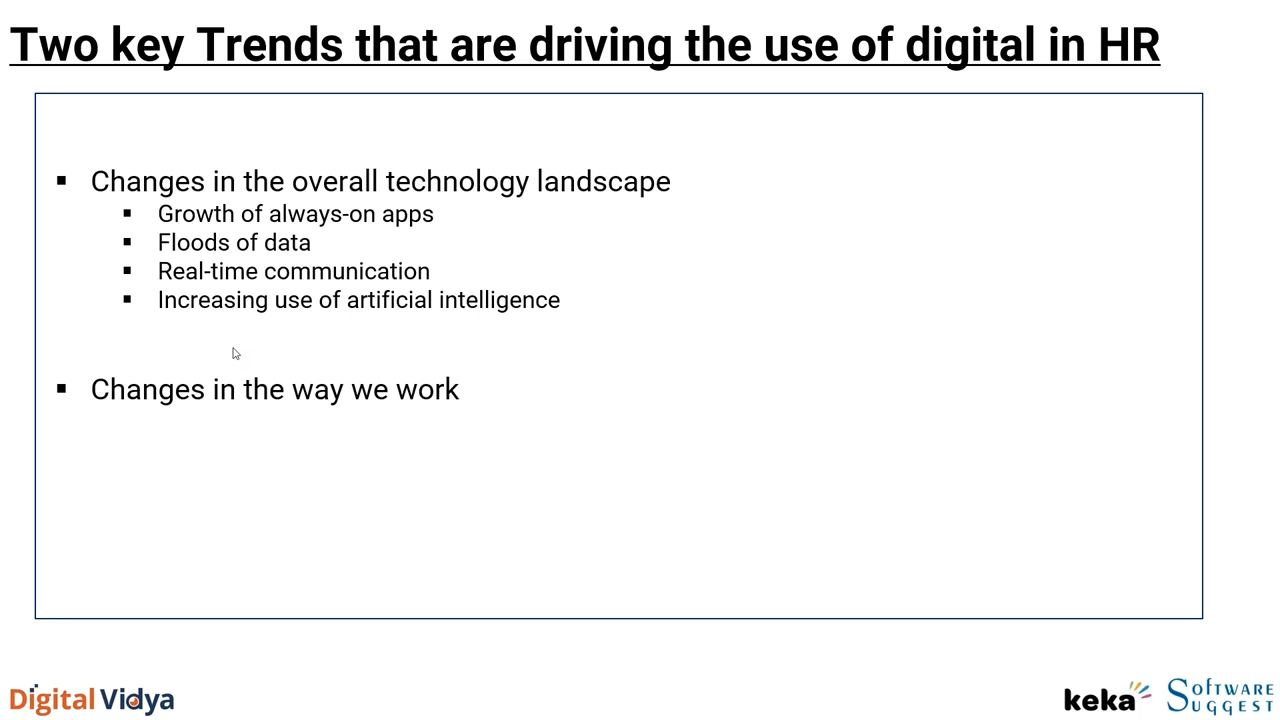 Two key Trends that are driving the use of digital in HR
Changes in the overall technology landscape
Growth of always-on apps
Floods of data
Real-time communication
Increasing use of artificial intelligence
Changes in the way we work
Digital Vidya
keka
SOFTWARE
SUGGEST